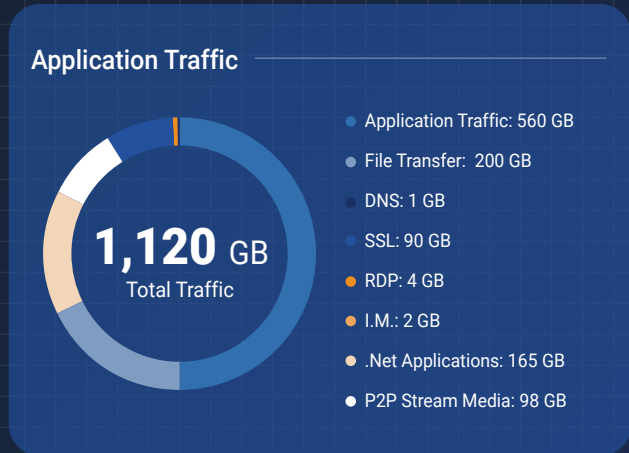 Application Traffic
1,120 GB
Total Traffic
Application Traffic: 560 GB
File Transfer: 200 GB
DNS: 1 GB
SSL: 90 GB
RDP: 4 GB
I.M.: 2 GB
.Net Applications: 165 GB
P2P Stream Media: 98 GB